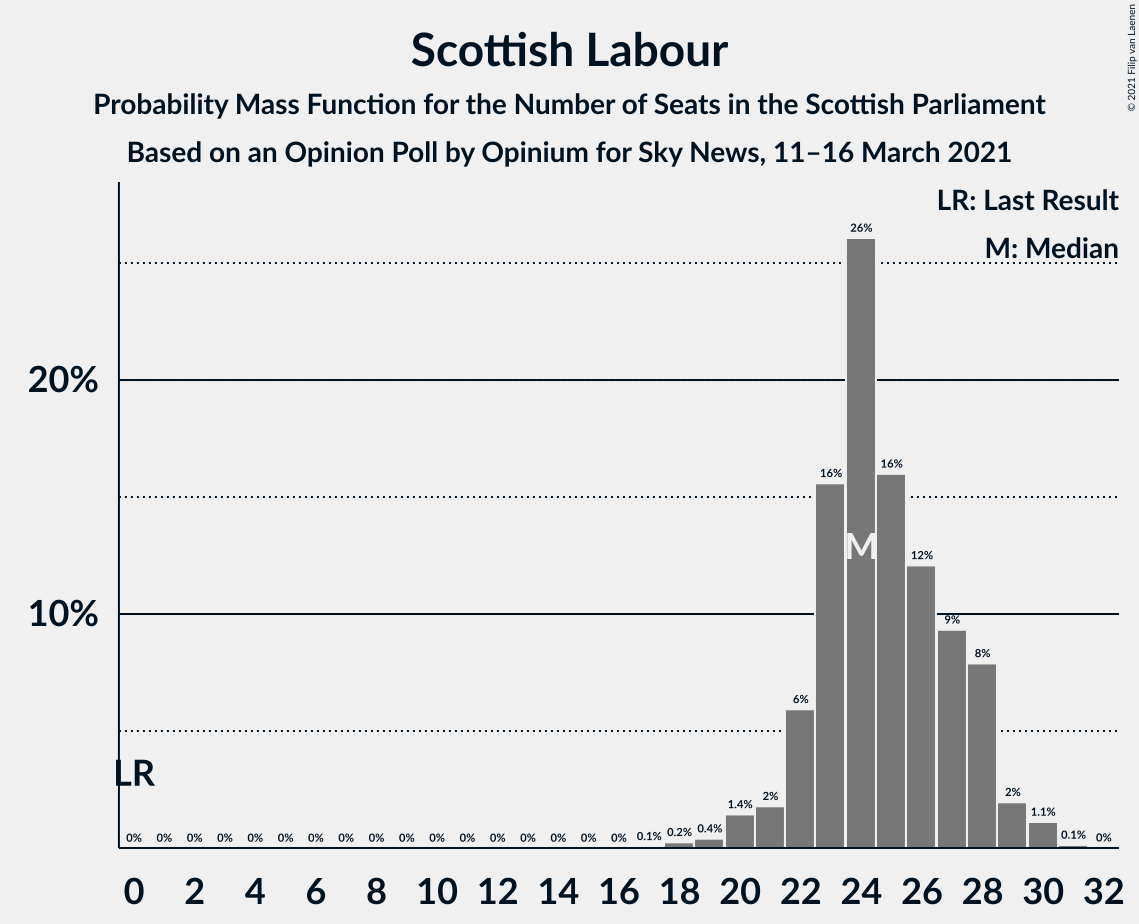 Scottish Labour
Probability Mass Function for the Number of Seats in the Scottish Parliament
Based on an Opinion Poll by Opinium for Sky News, 11–16 March 2021
© 2021 Filip van Laenen
LR: Last Result
M: Median
26%
20%
16% 16%
M
12%
10%
9%
8%
6%
LR
0% 0% 0% 0% 0% 0% 0% 0% 0% 0% 0% 0% 0% 0% 0% 0% 0% 0.1% 0.2% 0.4% 1.4% 2% 2% 1.1% 0.1% 0%
0 2 4 6 8 10 12 14 16 18 20 22 24 26 28 30 32